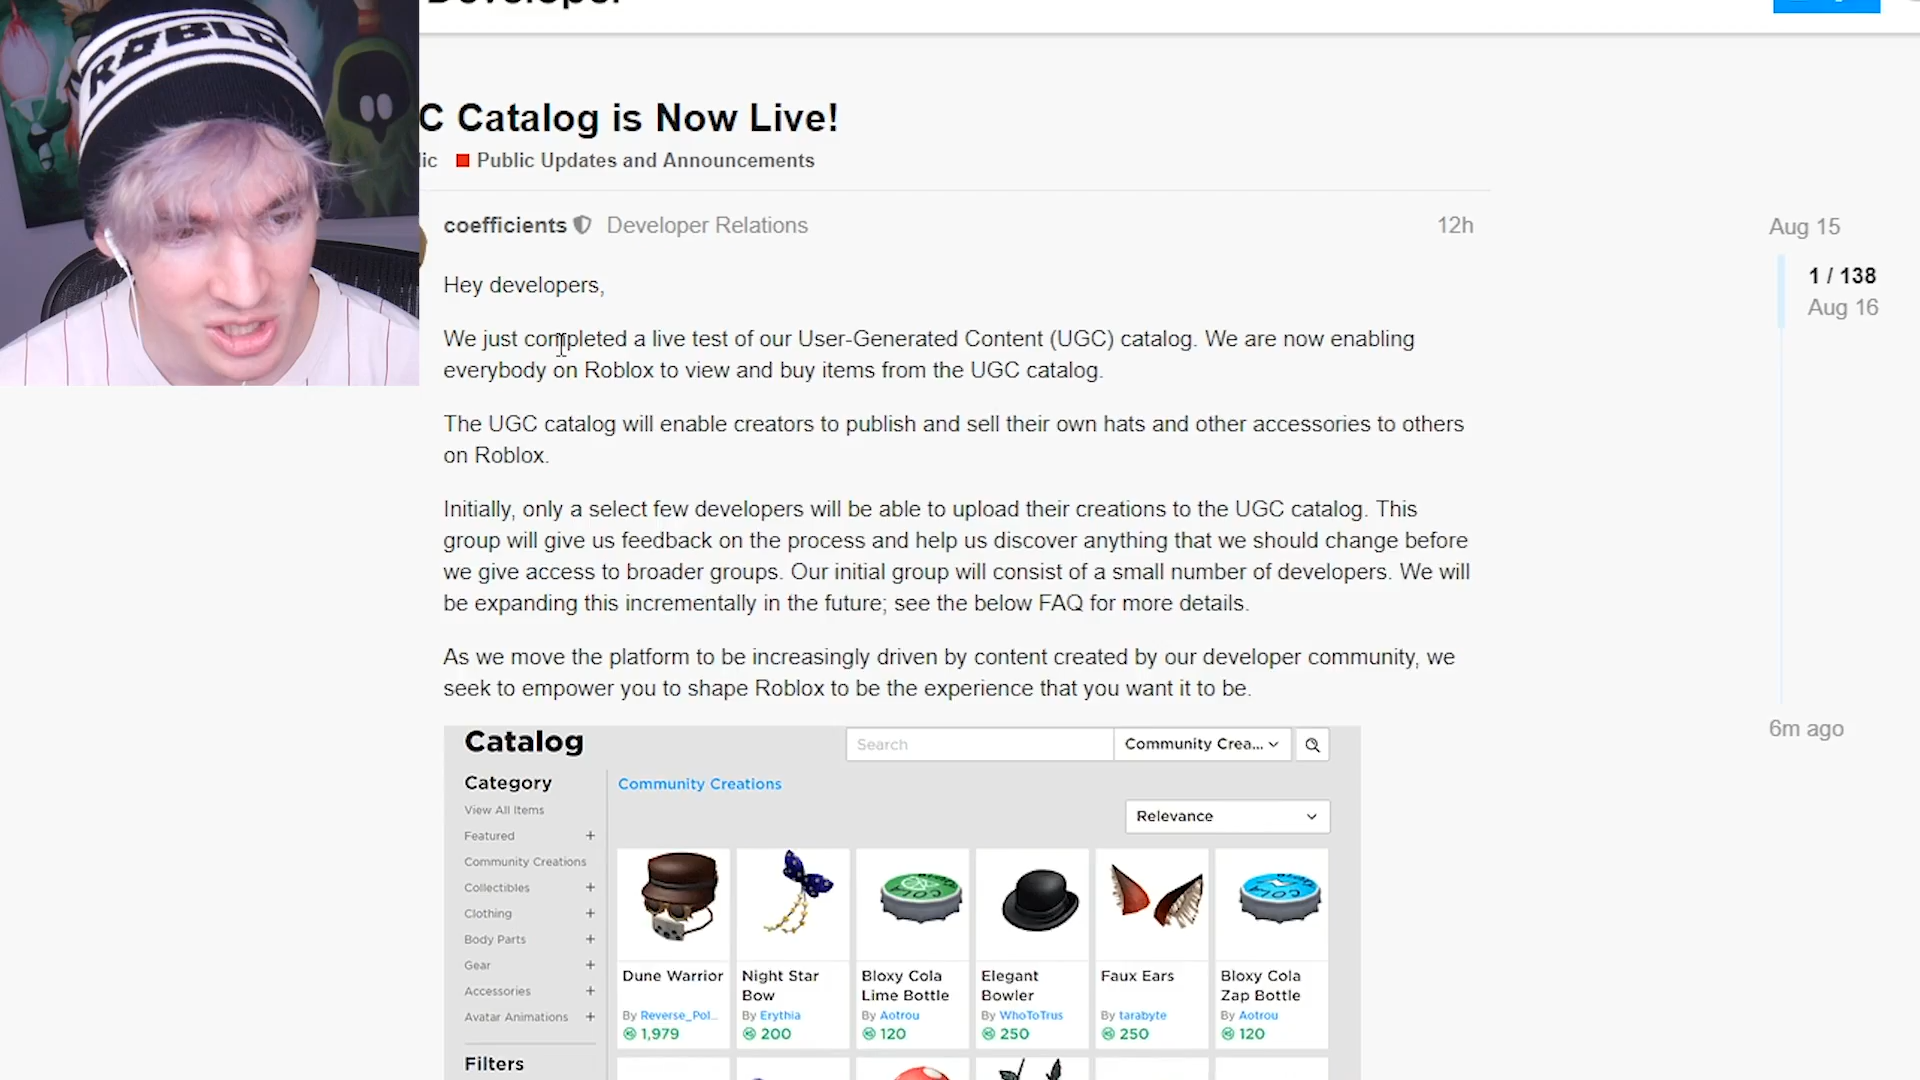 Developer
ROBLO
C Catalog is Now Live!
lic Public Updates and Announcements
coefficients Developer Relations 12h
Hey developers,
We just completed a live test of our User-Generated Content (UGC) catalog. We are now enabling
everybody on Roblox to view and buy items from the UGC catalog.
The UGC catalog will enable creators to publish and sell their own hats and other accessories to others
on Roblox.
Initially, only a select few developers will be able to upload their creations to the UGC catalog. This
group will give us feedback on the process and help us discover anything that we should change before
we give access to broader groups. Our initial group will consist of a small number of developers. We will
be expanding this incrementally in the future; see the below FAQ for more details.
As we move the platform to be increasingly driven by content created by our developer community, we
seek to empower you to shape Roblox to be the experience that you want it to be.
Aug 15
1 / 138
Aug 16
6m ago
Catalog
Search
Community Crea...
Category
View All Items
Featured +
Community Creations
Collectibles +
Clothing +
Body Parts +
Gear +
Accessories +
Avatar Animations +
Filters
Community Creations
Relevance
Dune Warrior
By Reverse_Pol...
1,979
Night Star
Bow
By Erythia
200
Bloxy Cola
Lime Bottle
By Aotrou
120
Elegant
Bowler
By WhoToTrus
250
Faux Ears
By tarabyte
250
Bloxy Cola
Zap Bottle
By Aotrou
120